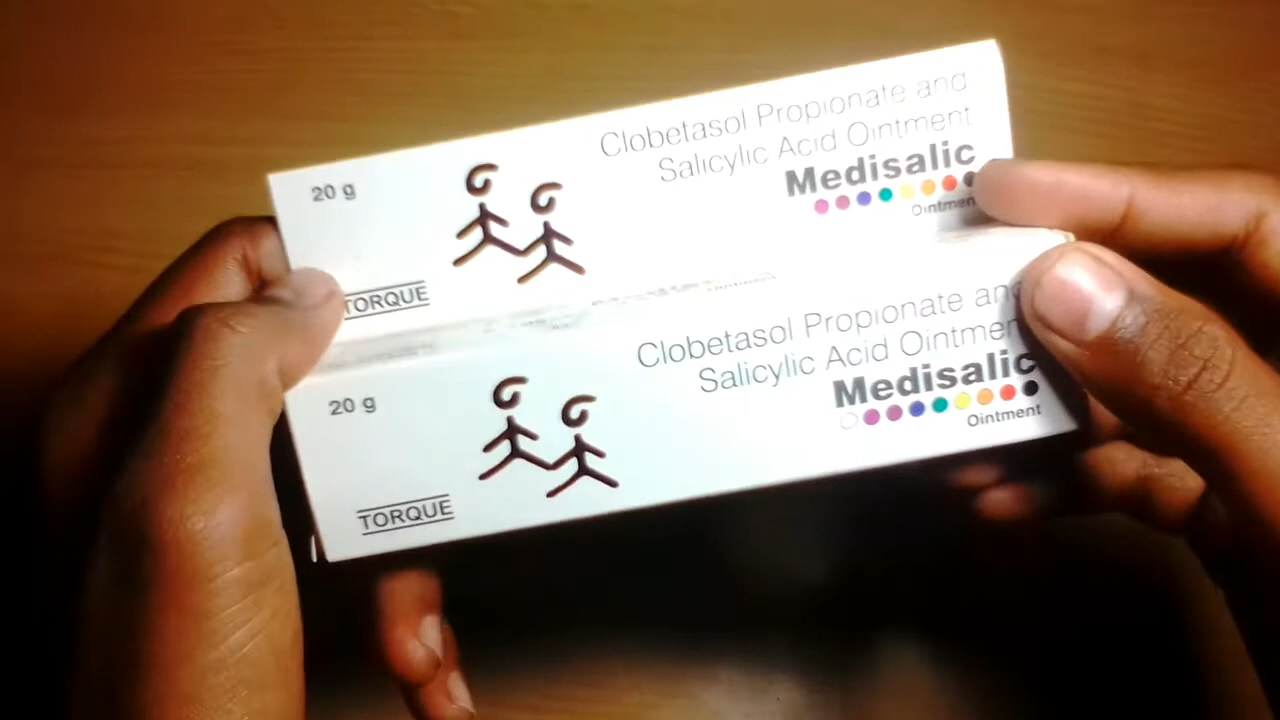 Clobetasol Propionate and
Salicylic Acid Ointment
Medisalic
Ointment
20 g
TORQUE
Clobetasol Propionate and
Salicylic Acid Ointment
Medisalic
Ointment
20 g
TORQUE